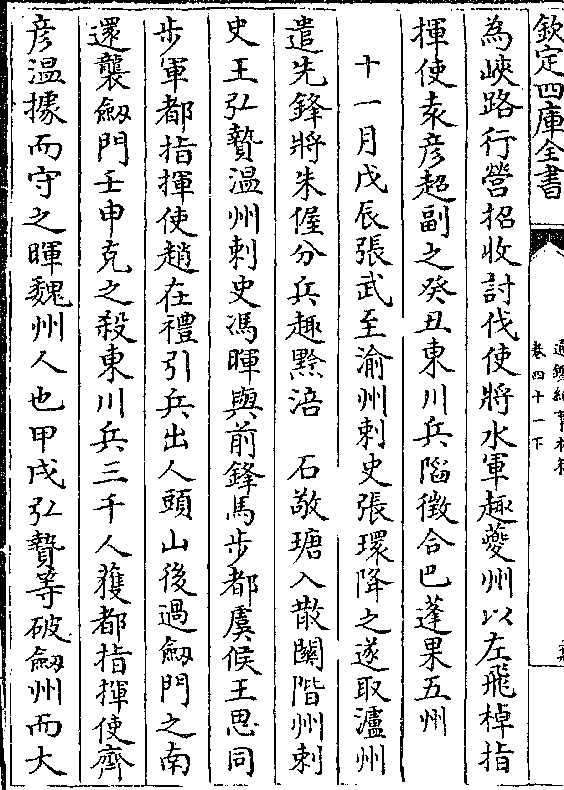 欽定四庫全書
通鑑紀事本末
卷四十一下
為峽路行營招收討伐使將水軍趣夔州以左飛棹指
揮使袁彦超副之癸丑東川兵䧟徴合巴蓬果五州
十一月戊辰張武至渝州刺史張環降之遂取瀘州
遣先鋒將朱偓分兵趣黔涪　石敬瑭入散關階州刺
史王弘贄瀘州刺史馮暉與前鋒馬步都虞候王思同
步軍都指揮使趙在禮引兵出人頭山後過劔門之南
還襲劔門壬申克之殺東川兵三千人獲都指揮使齊
彦温據而守之暉魏州人也甲戌弘贄等破劔州而大